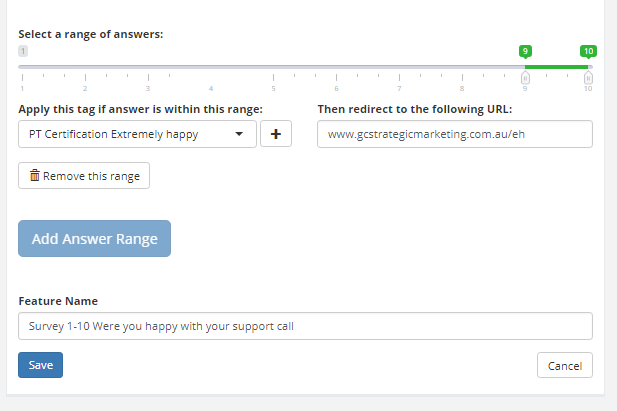 Select a range of answers:
1 9 10
1 2 3 4 5 6 7 8 9 10
Apply this tag if answer is within this range: Then redirect to the following URL:
PT Certification Extremely happy + www.gcstrategicmarketing.com.au/eh
Remove this range
Add Answer Range
Feature Name
Survey 1-10 Were you happy with your support call
Save Cancel